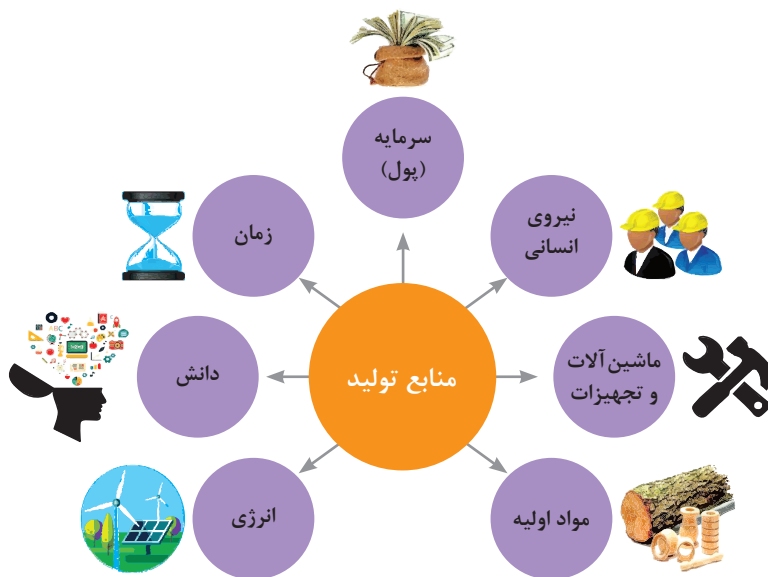 سرمایه
(پول)
نیروی
انسانی
زمان
ماشین‌آلات
و تجهیزات
منابع تولید
دانش
مواد اولیه
انرژی